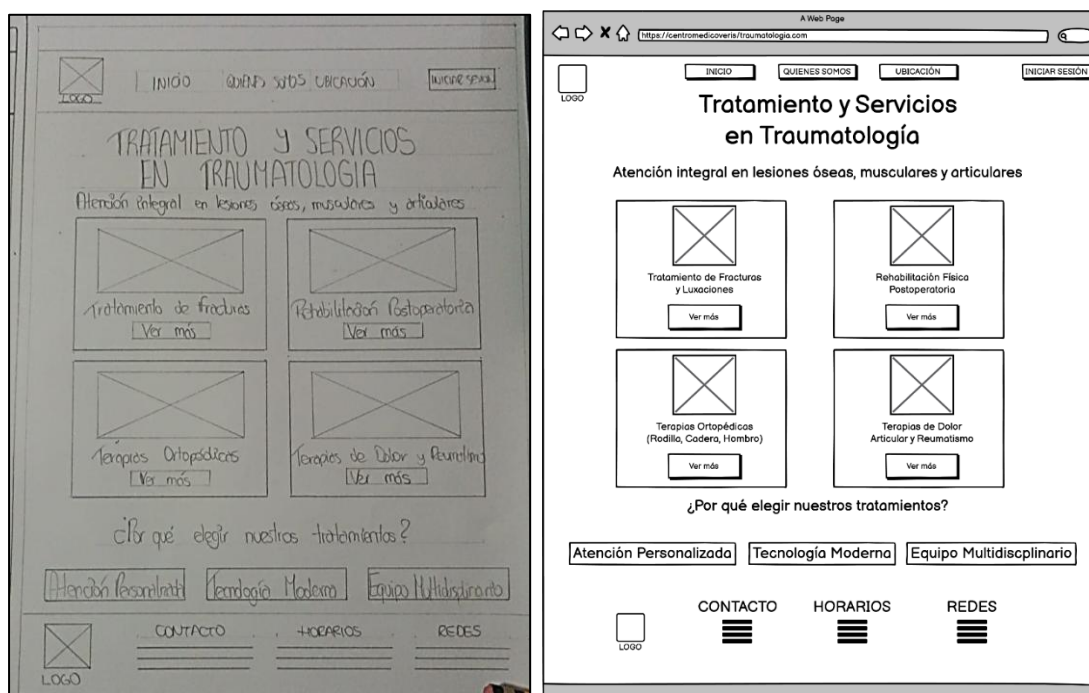 LOGO
INICIO QUIENES SOMOS UBICACIÓN INICIAR SESION
TRATAMIENTO Y SERVICIOS
EN TRAUMATOLOGIA
Atención integral en lesiones óseas, musculares y articulares
Tratamiento de Fracturas
Ver más
Rehabilitación Postoperatoria
Ver más
Terapias Ortopédicas
Ver más
Terapias de Dolor y
Ver más
¿Por qué elegir nuestros tratamientos?
Atención Personalizada
Tecnología Moderna
Equipo Multidisciplinario
CONTACTO HORARIOS REDES
LOGO
A Web Page
https://centromedicoveris/traumatologia.com
LOGO
INICIO QUIENES SOMOS UBICACIÓN INICIAR SESIÓN
Tratamiento y Servicios
en Traumatología
Atención integral en lesiones óseas, musculares y articulares
Tratamiento de Fracturas
y Luxaciones
Ver más
Rehabilitación Física
Postoperatoria
Ver más
Terapias Ortopédicas
(Rodilla, Cadera, Hombro)
Ver más
Terapias de Dolor
Articular y Reumatismo
Ver más
¿Por qué elegir nuestros tratamientos?
Atención Personalizada
Tecnología Moderna
Equipo Multidiscplinario
CONTACTO HORARIOS REDES
LOGO